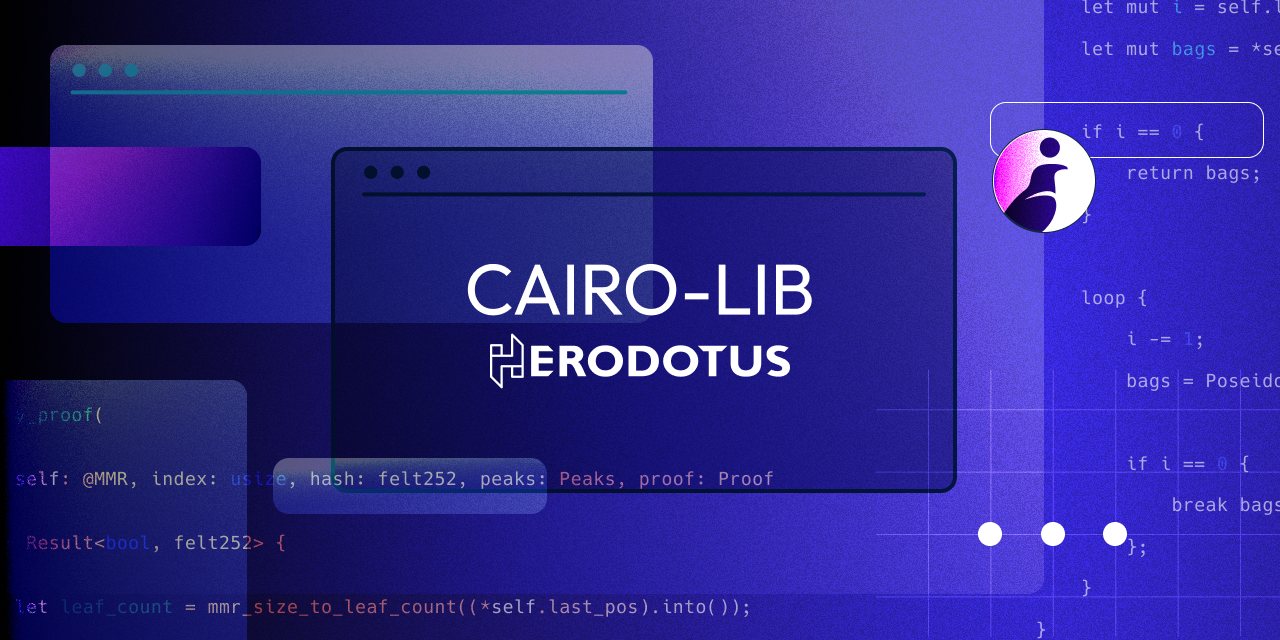 CAIRO-LIB
HERODOTUS
let mut i = self.
let mut bags = *se
if i == 0 {
return bags;
}
loop {
i -= 1;
bags = Poseido
if i == 0 {
break bags
};
}
}
y_proof(
self: @MMR, index: usize, hash: felt252, peaks: Peaks, proof: Proof
Result<bool, felt252> {
let leaf_count = mmr_size_to_leaf_count((*self.last_pos).into());